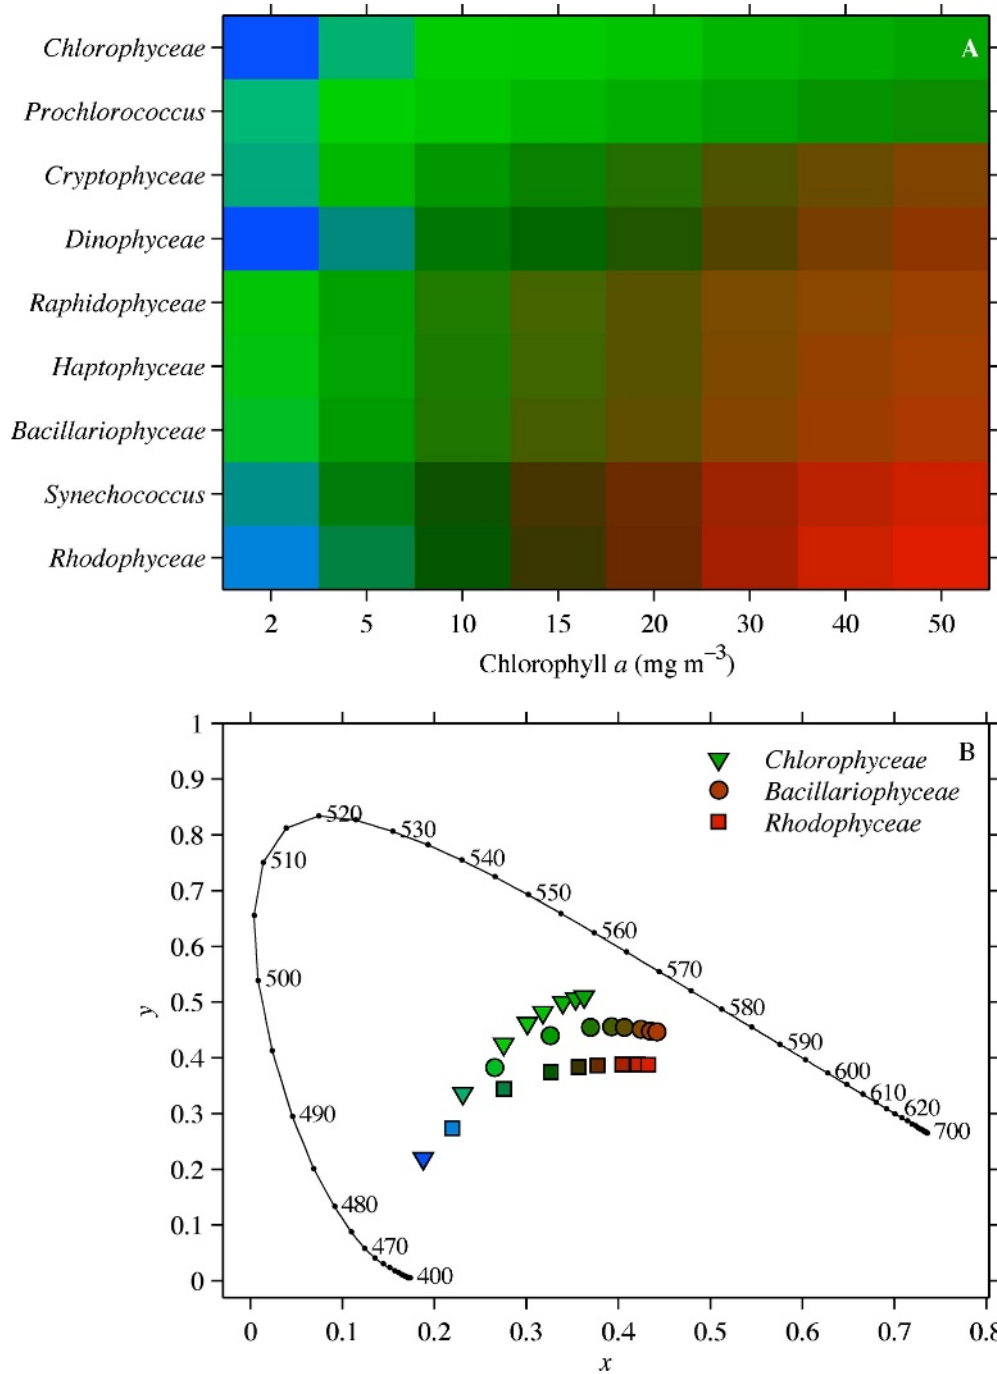 A
Chlorophyceae
Prochlorococcus
Cryptophyceae
Dinophyceae
Raphidophyceae
Haptophyceae
Bacillariophyceae
Synechococcus
Rhodophyceae
2 5 10 15 20 30 40 50
Chlorophyll a (mg m⁻³)
B
Chlorophyceae
Bacillariophyceae
Rhodophyceae
1
0.9
0.8
0.7
0.6
0.5
0.4
0.3
0.2
0.1
0
y
520
530
510
540
550
560
570
500
580
590
600
610
620
490
700
480
470
400
0 0.1 0.2 0.3 0.4 0.5 0.6 0.7 0.8
x